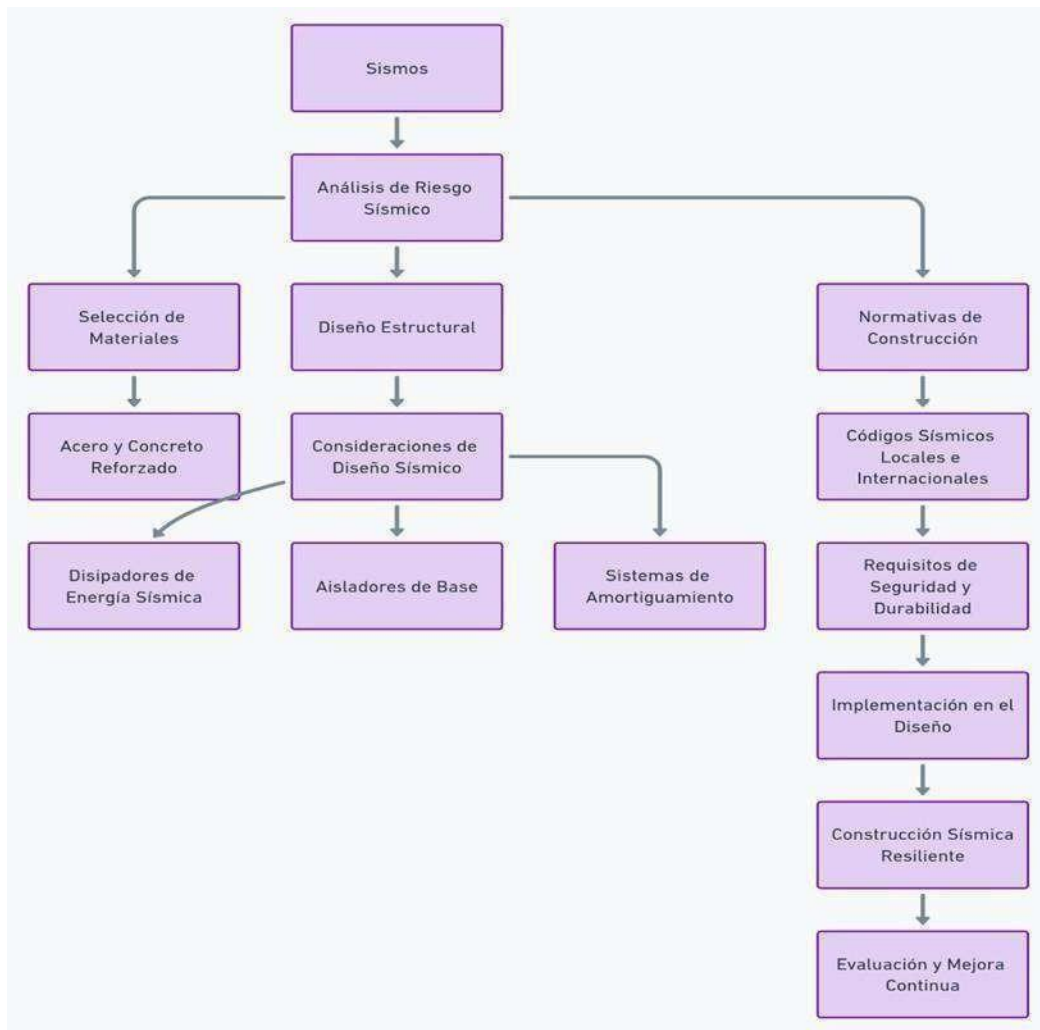 Sismos
Análisis de Riesgo
Sísmico
Selección de
Materiales
Diseño Estructural
Normativas de
Construcción
Acero y Concreto
Reforzado
Consideraciones de
Diseño Sísmico
Códigos Sísmicos
Locales e
Internacionales
Disipadores de
Energía Sísmica
Aisladores de Base
Sistemas de
Amortiguamiento
Requisitos de
Seguridad y
Durabilidad
Implementación en el
Diseño
Construcción Sísmica
Resiliente
Evaluación y Mejora
Continua